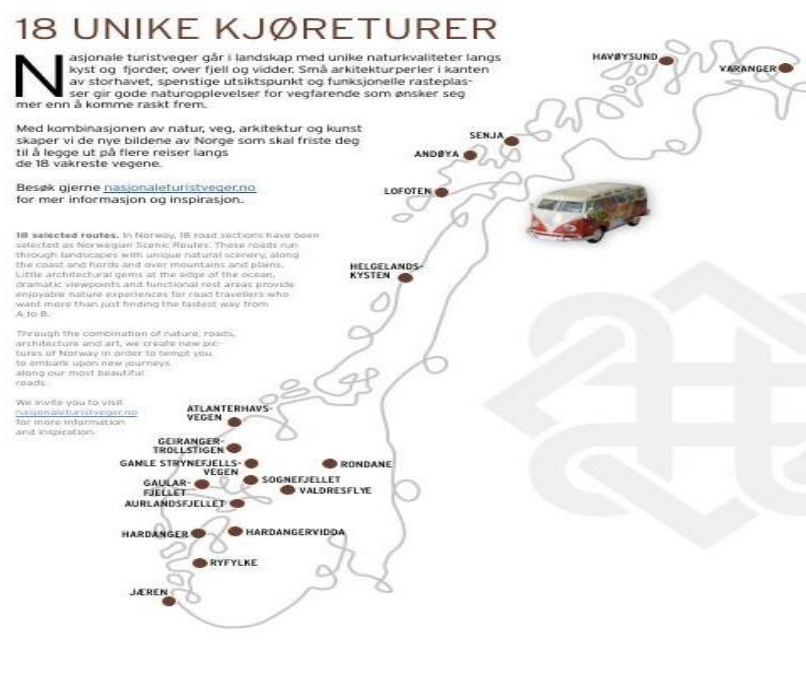 18 UNIKE KJØRETURER
Nasjonale turistveger går i landskap med unike naturkvaliteter langs
kyst og fjorder, over fjell og vidder. Små arkitekturperler i kanten
av storhavet, spenstige utsiktspunkt og funksjonelle rasteplas-
ser gir gode naturopplevelser for vegfarende som ønsker seg
mer enn å komme raskt frem.
Med kombinasjonen av natur, veg, arkitektur og kunst
skaper vi de nye bildene av Norge som skal friste deg
til å legge ut på flere reiser langs
de 18 vakreste vegene.
Besøk gjerne nasjonaleturistveger.no
for mer informasjon og inspirasjon.
18 selected routes. In Norway, 18 road sections have been
selected as Norwegian Scenic Routes. These roads run
through landscapes with unique natural scenery, along
the coast and fiords and over mountains and plains.
Little architectural gems at the edge of the ocean,
dramatic viewpoints and functional rest areas provide
enjoyable nature experiences for road travellers who
want more than just finding the fastest way from
A to B.
Through the combination of nature, roads,
architecture and art, we create new pic-
tures of Norway in order to tempt you
to embark upon new journeys
along our most beautiful
roads.
We invite you to visit
nasjonaleturistveger.no
for more information
and inspiration.
HAVØYSUND
VARANGER
SENJA
ANDØYA
LOFOTEN
HELGELANDS-
KYSTEN
ATLANTERHAVS-
VEGEN
GEIRANGER-
TROLLSTIGEN
GAMLE STRYNEFJELLS-
VEGEN
RONDANE
SOGNEFJELLET
GAULAR-
FJELLET
VALDRESFLYE
AURLANDSFJELLET
HARDANGER
HARDANGERVIDDA
RYFYLKE
JÆREN